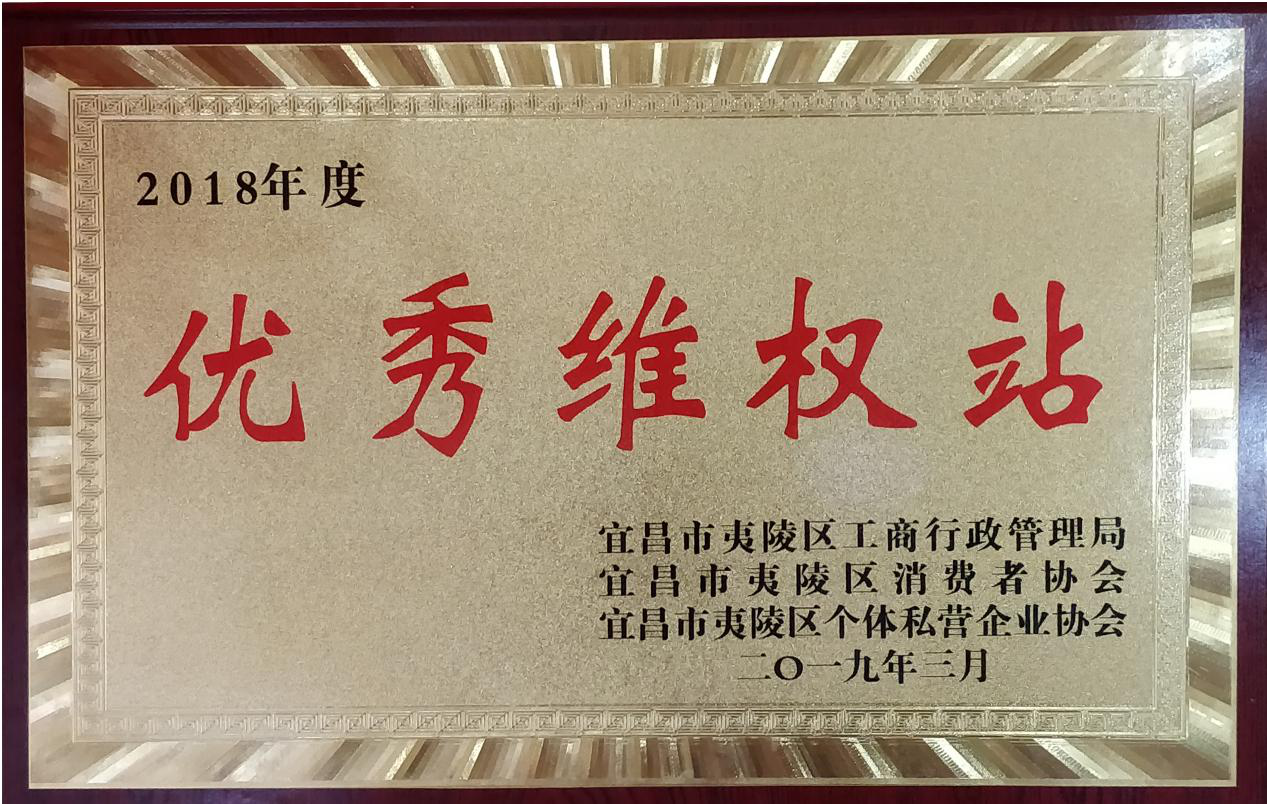 2018年度
优秀维权站
宜昌市夷陵区工商行政管理局
宜昌市夷陵区消费者协会
宜昌市夷陵区个体私营企业协会
二〇一九年三月